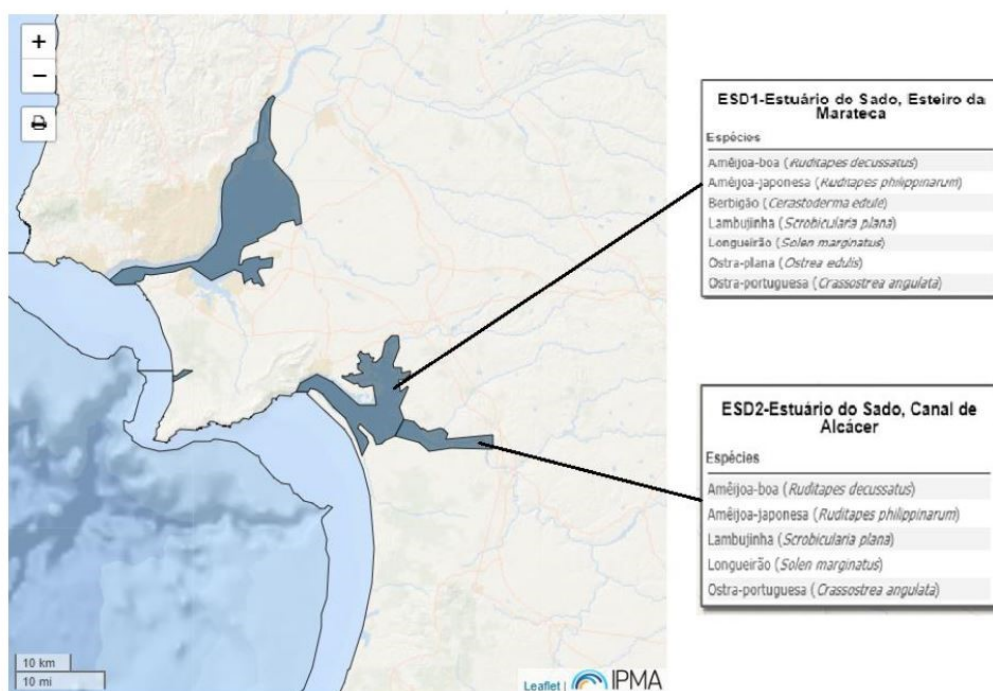 +
−
ESD1-Estuário do Sado, Esteiro da
Marateca
Espécies
Amêijoa-boa (Ruditapes decussatus)
Amêijoa-japonesa (Ruditapes philippinarum)
Berbigão (Cerastoderma edule)
Lambujinha (Scrobicularia plana)
Longueirão (Solen marginatus)
Ostra-plana (Ostrea edulis)
Ostra-portuguesa (Crassostrea angulata)
ESD2-Estuário do Sado, Canal de
Alcácer
Espécies
Amêijoa-boa (Ruditapes decussatus)
Amêijoa-japonesa (Ruditapes philippinarum)
Lambujinha (Scrobicularia plana)
Longueirão (Solen marginatus)
Ostra-portuguesa (Crassostrea angulata)
10 km
10 mi
Leaflet | IPMA